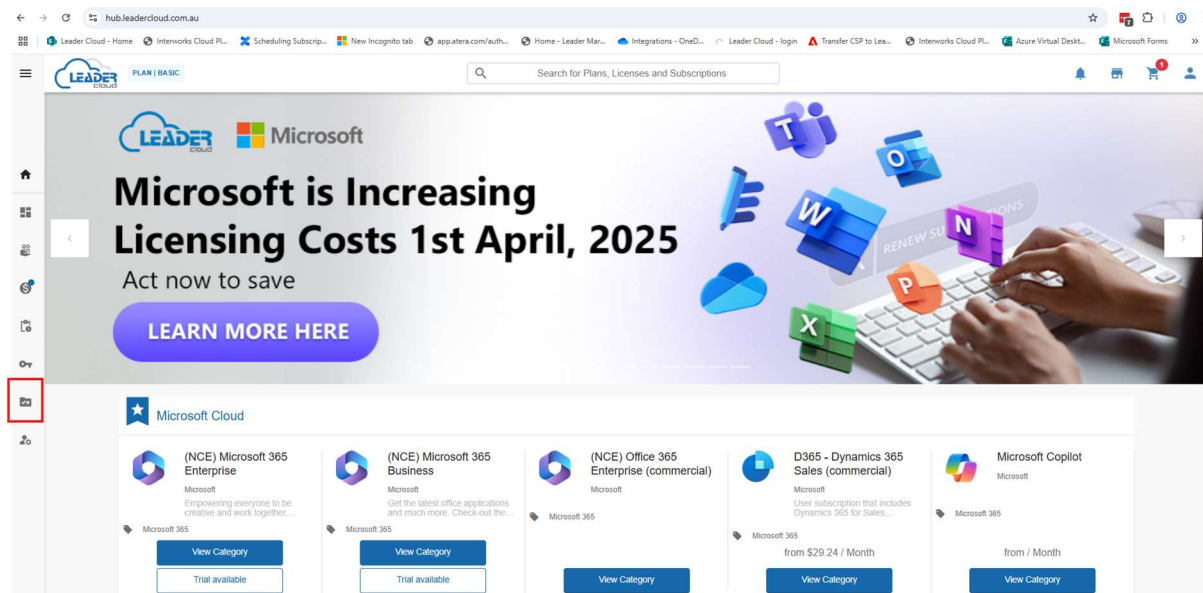 hub.leadercloud.com.au
Leader Cloud - Home
Interworks Cloud Pl...
Scheduling Subscrip...
New Incognito tab
app.atera.com/auth...
Home - Leader Mar...
Integrations - OneD...
Leader Cloud - login
Transfer CSP to Lea...
Interworks Cloud Pl...
Azure Virtual Deskt...
Microsoft Forms
»
LEADER
cloud
PLAN | BASIC
Search for Plans, Licenses and Subscriptions
1
LEADER
cloud
Microsoft
Microsoft is Increasing
Licensing Costs 1st April, 2025
Act now to save
LEARN MORE HERE
T
O
W
N
P
X
Microsoft Cloud
(NCE) Microsoft 365
Enterprise
Microsoft
Empowering everyone to be
creative and work together,...
Microsoft 365
View Category
Trial available
(NCE) Microsoft 365
Business
Microsoft
Get the latest office applications
and much more. Check-out the...
Microsoft 365
View Category
Trial available
(NCE) Office 365
Enterprise (commercial)
Microsoft
Microsoft 365
View Category
D365 - Dynamics 365
Sales (commercial)
Microsoft
User subscription that includes
Dynamics 365 for Sales,...
Microsoft 365
from $29.24 / Month
View Category
Microsoft Copilot
Microsoft
Microsoft 365
from / Month
View Category